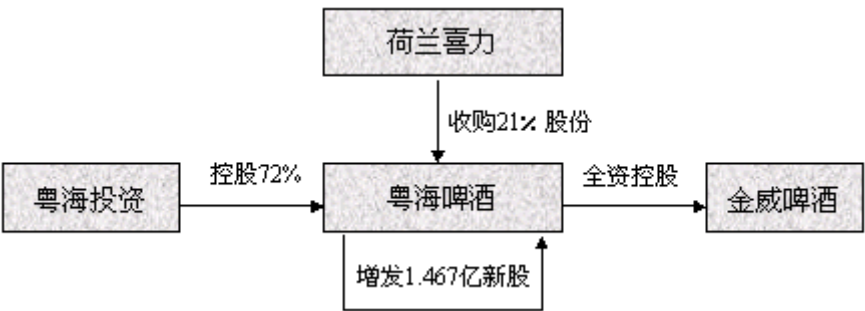 荷兰喜力
收购21% 股份
控股72%
全资控股
粤海投资
粤海啤酒
金威啤酒
增发1.467亿新股